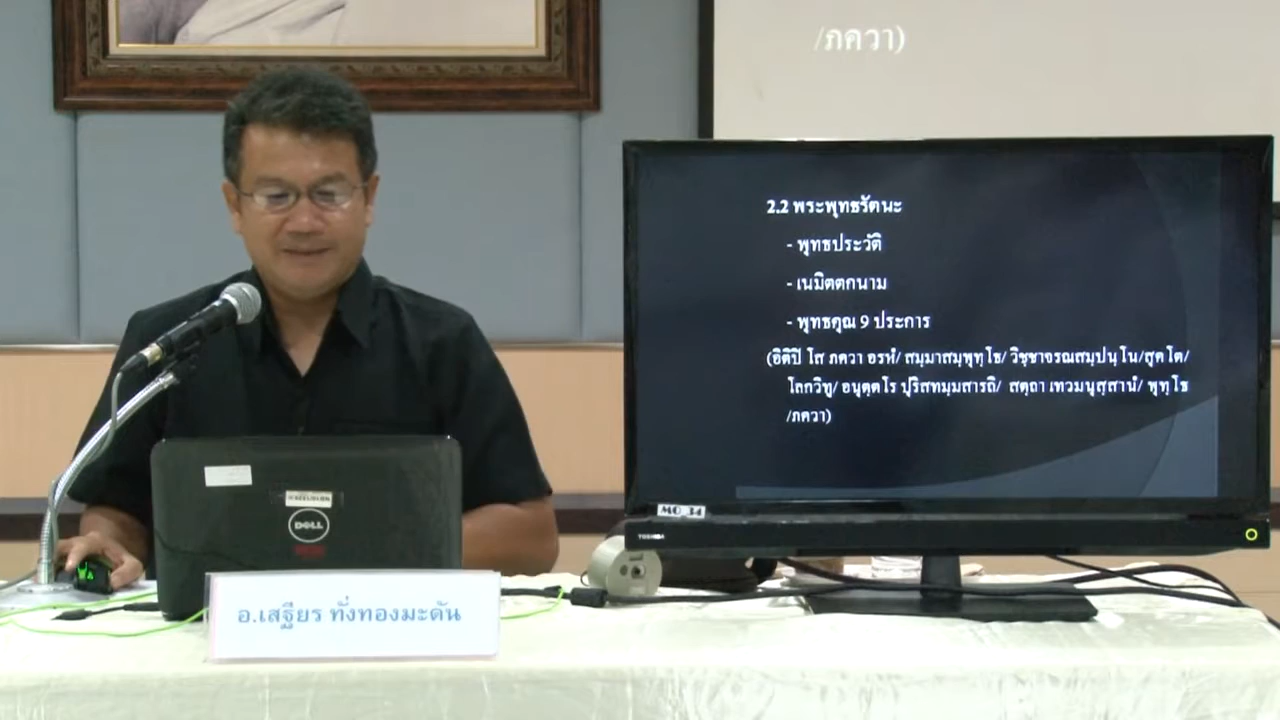 /ภควา)
2.2 พระพุทธรัตนะ
- พุทธประวัติ
- เนมิตตกนาม
- พุทธคุณ 9 ประการ
(อิติปิ โส ภควา อรหํ/ สมฺมาสมฺพุทฺโธ/ วิชฺชาจรณสมฺปนฺโน/สุคโต/
โลกวิทู/ อนุตฺตโร ปุริสทมฺมสารถิ/ สตฺถา เทวมนุสฺสานํ/ พุทฺโธ
/ภควา)
MO 34
TOSHIBA
DELL
อ.เสฐียร ทั่งทองมะดัน